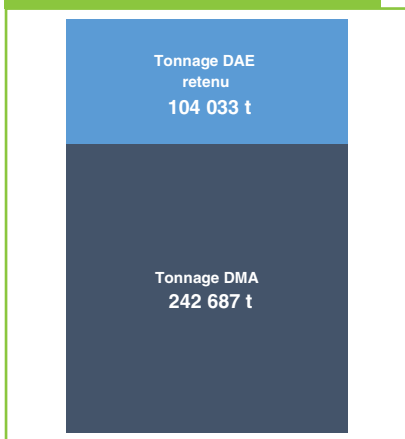 Tonnage DAE
retenu
104 033 t
Tonnage DMA
242 687 t